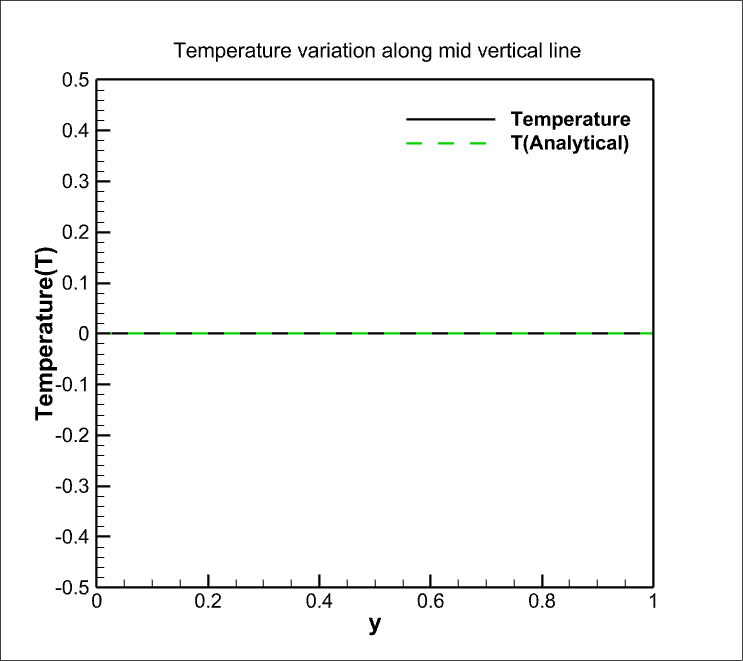 Temperature variation along mid vertical line
Temperature
T(Analytical)
Temperature(T)
0.5
0.4
0.3
0.2
0.1
0
-0.1
-0.2
-0.3
-0.4
-0.5
0 0.2 0.4 0.6 0.8 1
y